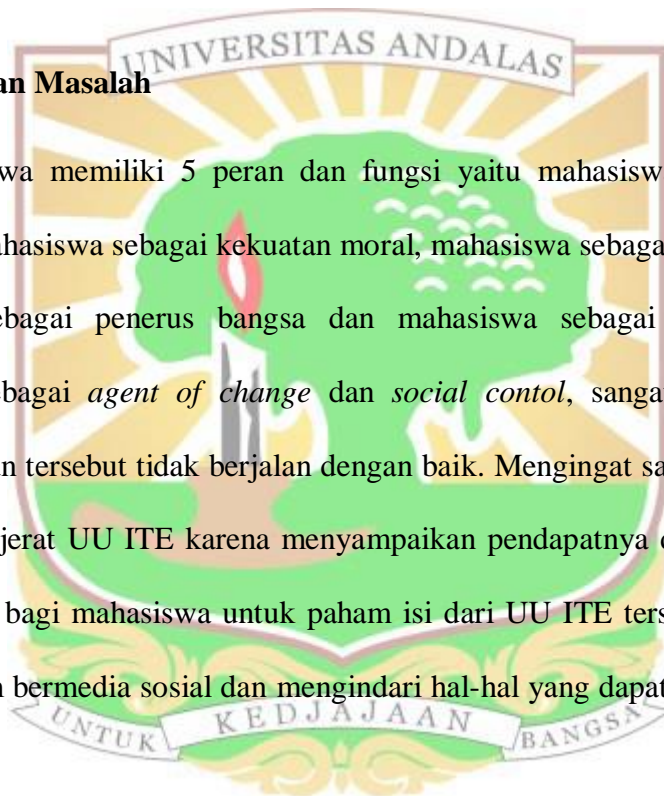 UNIVERSITAS ANDALAS
an Masalah
wa memiliki 5 peran dan fungsi yaitu mahasisw
ahasiswa sebagai kekuatan moral, mahasiswa sebaga
ebagai penerus bangsa dan mahasiswa sebagai
ebagai agent of change dan social contol, sanga
n tersebut tidak berjalan dengan baik. Mengingat sa
jerat UU ITE karena menyampaikan pendapatnya
bagi mahasiswa untuk paham isi dari UU ITE ters
bermedia sosial dan mengindari hal-hal yang dapat
UNTUK KEDJAJAAN BANGSA